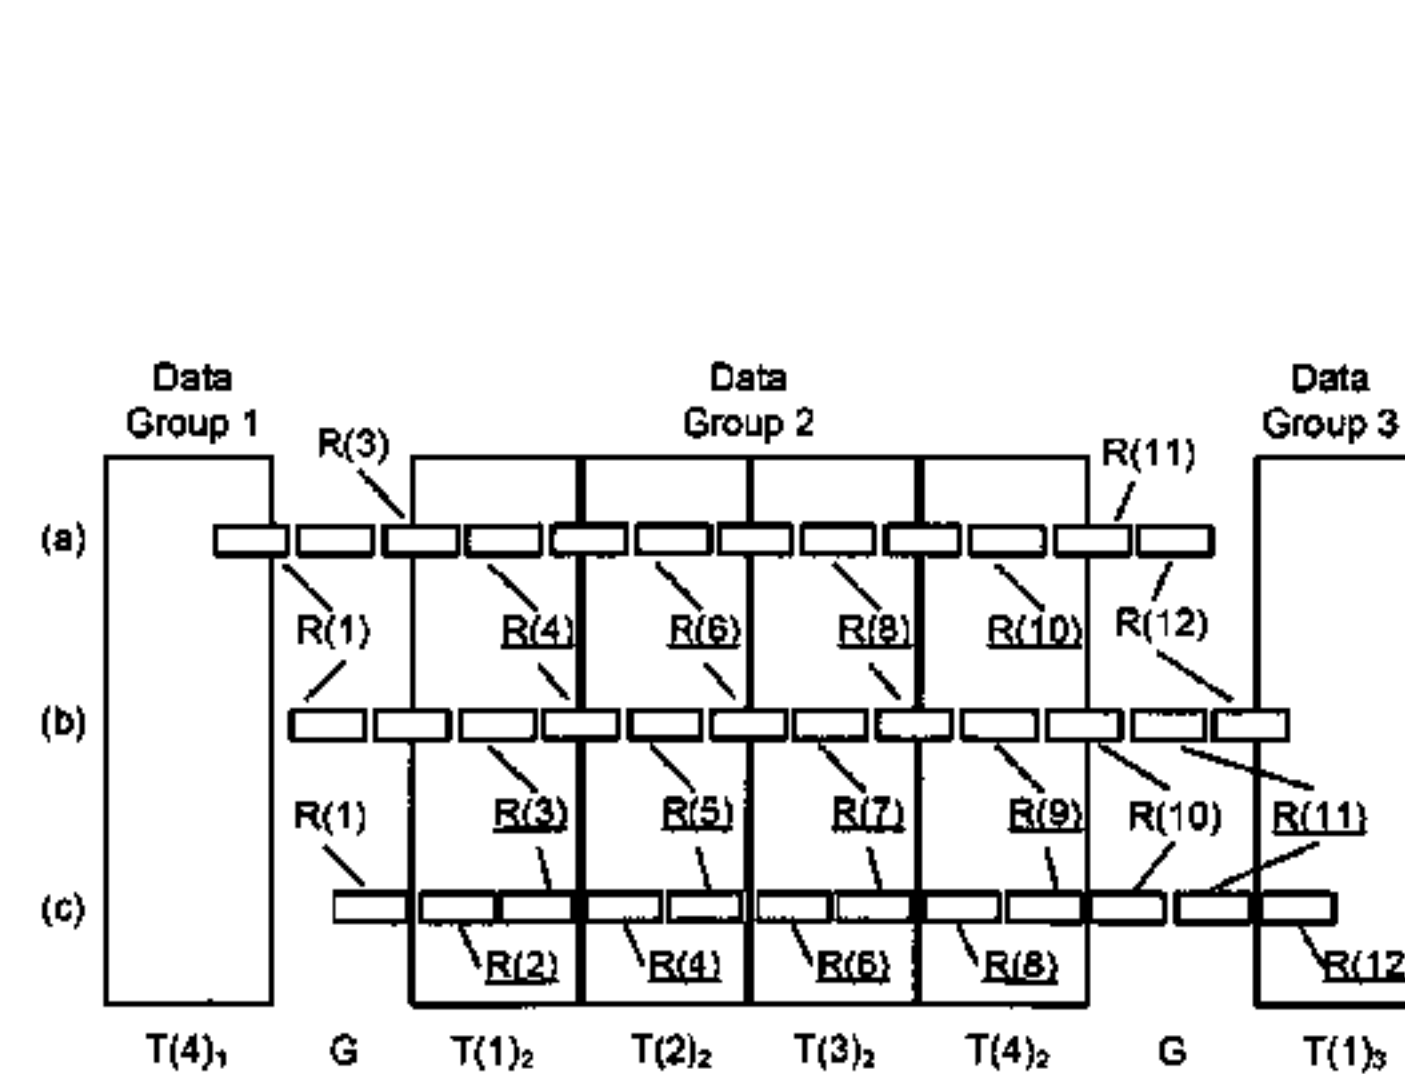 Data Data Data
Group 1 Group 2 Group 3
R(3) R(11)
(a)
R(1) R(4) R(6) R(8) R(10) R(12)
(b)
R(1) R(3) R(5) R(7) R(9) R(10) R(11)
(c)
R(2) R(4) R(6) R(8) R(12
T(4)₁ G T(1)₂ T(2)₂ T(3)₂ T(4)₂ G T(1)₃